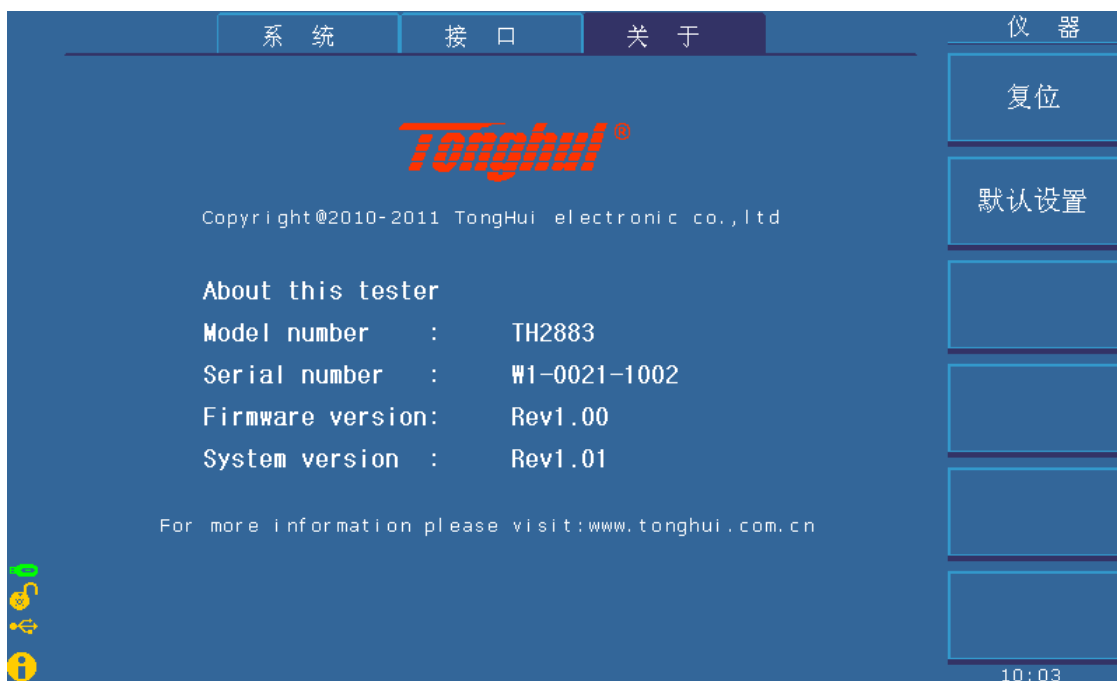 系 统 接 口 关 于 仪 器
复位
默认设置
Tonghui®
Copyright@2010-2011 TongHui electronic co.,ltd
About this tester
Model number : TH2883
Serial number : W1-0021-1002
Firmware version: Rev1.00
System version : Rev1.01
For more information please visit:www.tonghui.com.cn
10:03